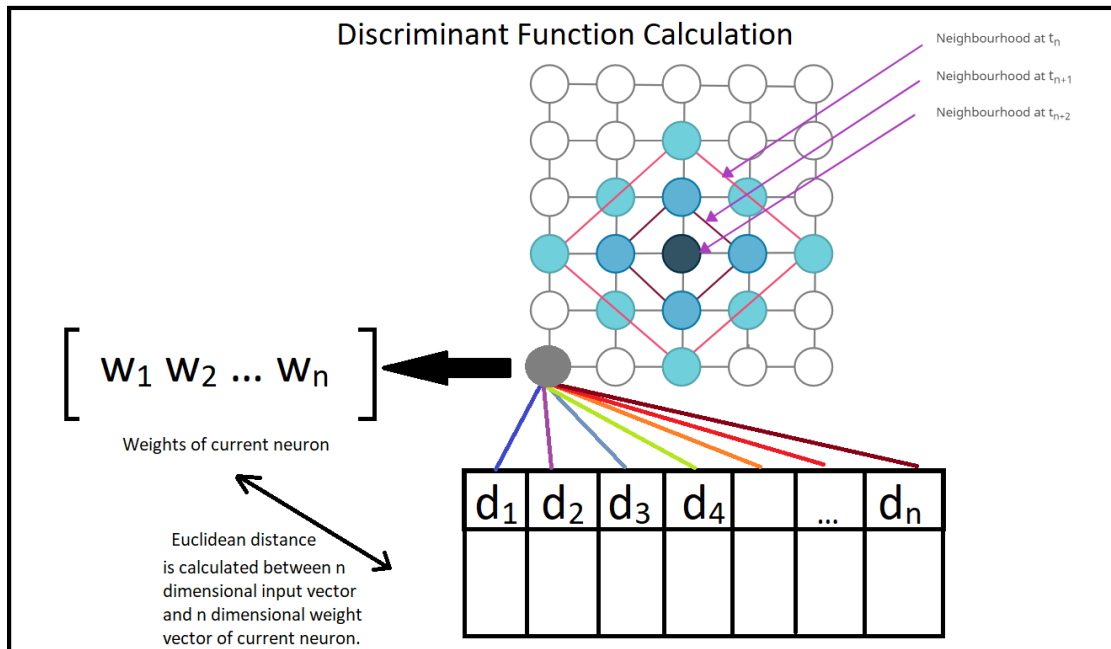 Discriminant Function Calculation
Neighbourhood at tₙ
Neighbourhood at tₙ₊₁
Neighbourhood at tₙ₊₂
w₁ w₂ ... wₙ
Weights of current neuron
Euclidean distance
is calculated between n
dimensional input vector
and n dimensional weight
vector of current neuron.
d₁ d₂ d₃ d₄ ... dₙ